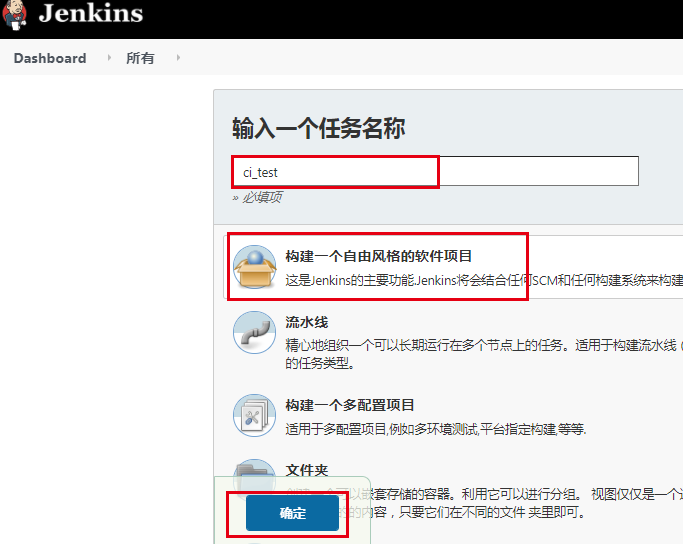 Jenkins
Dashboard
所有
输入一个任务名称
ci_test
» 必填项
构建一个自由风格的软件项目
这是Jenkins的主要功能.Jenkins将会结合任何SCM和任何构建系统来构建
流水线
精心地组织一个可以长期运行在多个节点上的任务。适用于构建流水线（
的任务类型。
构建一个多配置项目
适用于多配置项目,例如多环境测试,平台指定构建,等等.
文件夹
可以嵌套存储的容器。利用它可以进行分组。 视图仅仅是一个
的内容，只要它们在不同的文件 夹里即可。
确定